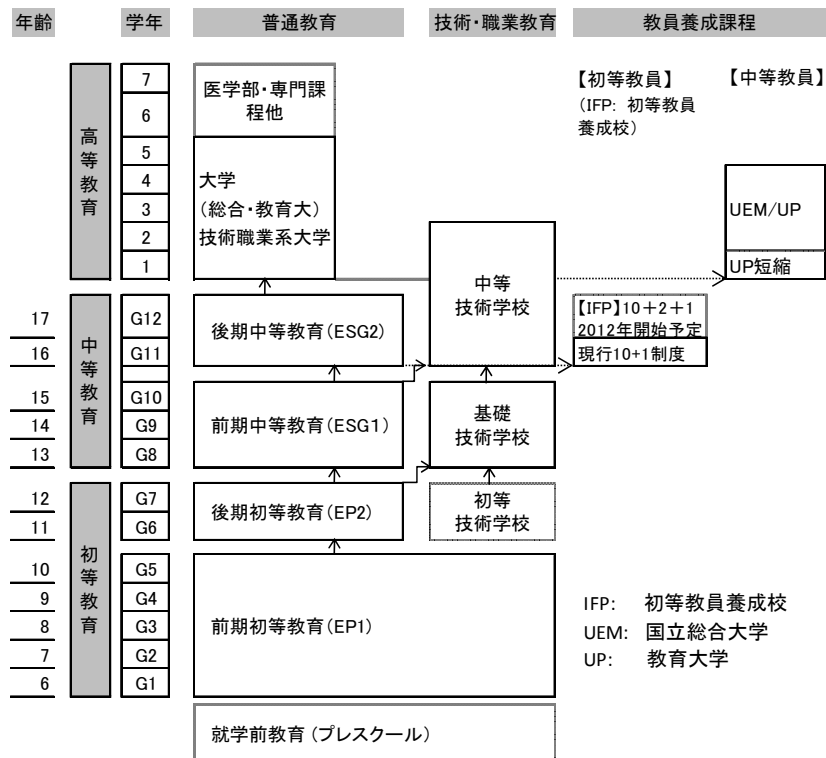 年齢 学年 普通教育 技術・職業教育 教員養成課程
高等教育
7
6
5
4
3
2
1
医学部・専門課
程他
大学
(総合・教育大)
技術職業系大学
中等
技術学校
【初等教員】
(IFP: 初等教員
養成校)
【中等教員】
UEM/UP
UP短縮
中等教育
17 G12
16 G11
15 G10
14 G9
13 G8
後期中等教育(ESG2)
【IFP】10+2+1
2012年開始予定
現行10+1制度
前期中等教育(ESG1)
基礎
技術学校
初等教育
12 G7
11 G6
10 G5
9 G4
8 G3
7 G2
6 G1
後期初等教育(EP2)
初等
技術学校
前期初等教育(EP1)
就学前教育(プレスクール)
IFP: 初等教員養成校
UEM: 国立総合大学
UP: 教育大学